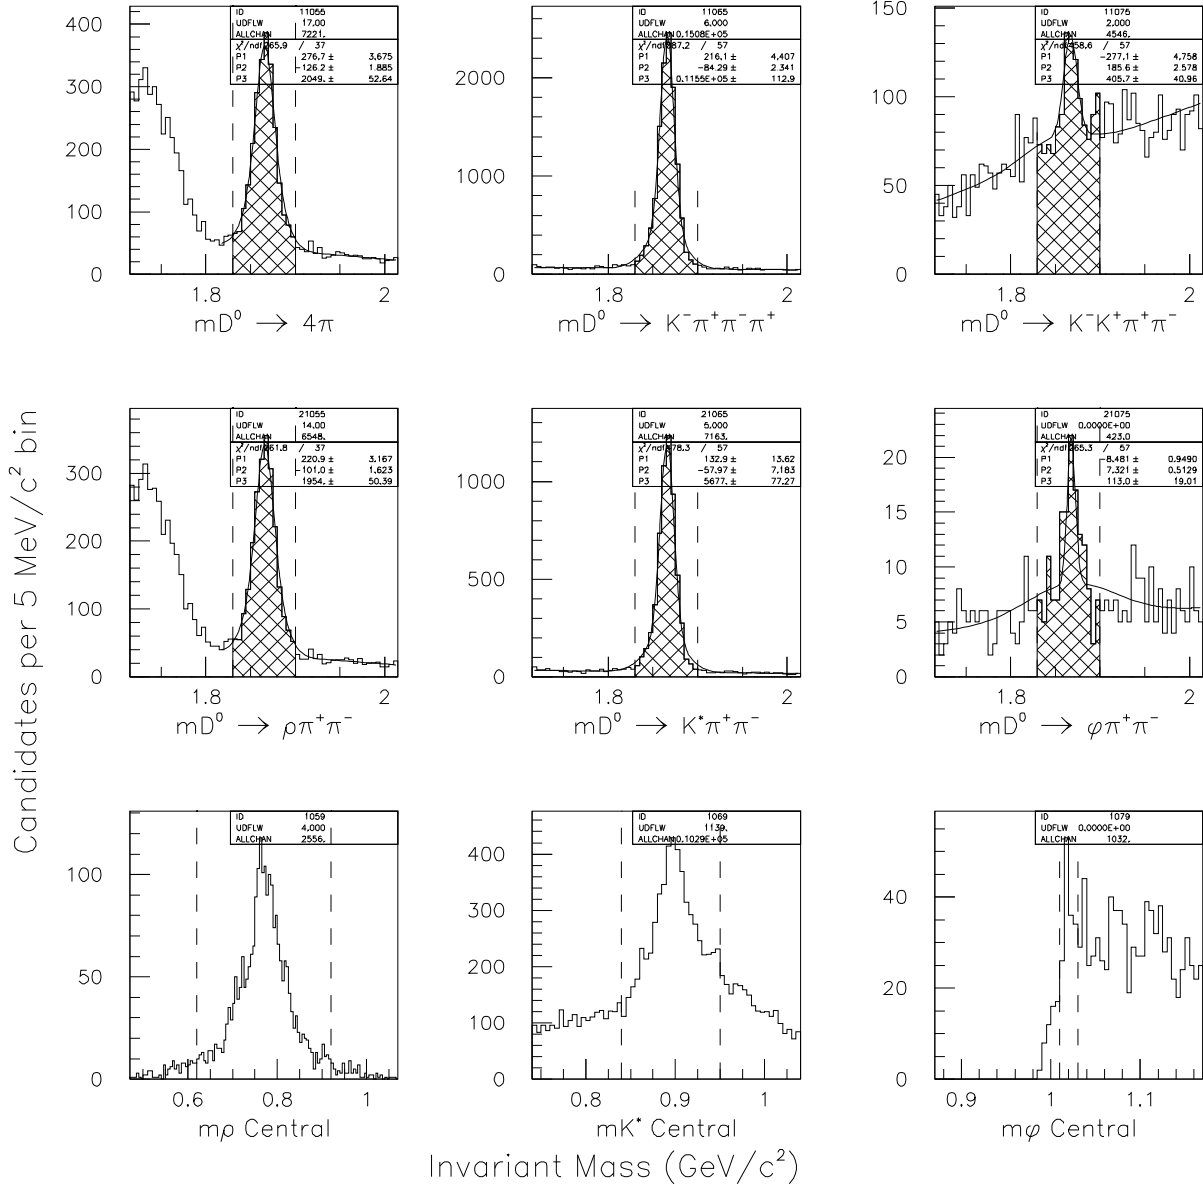 Candidates per 5 MeV/c² bin
400
300
200
100
0
ID 11055
UDFLW 17.00
ALLCHAN 7221.
χ²/ndf 265.9 / 37
P1 276.7 ± 3.675
P2 -126.2 ± 1.885
P3 2049. ± 52.64
1.8 2
mD⁰ → 4π
2000
1000
0
ID 11065
UDFLW 6.000
ALLCHAN 0.1508E+05
/ 57
P1 216.1 ± 4.407
P2 -84.29 ± 2.341
P3 0.1155E+05 ± 112.9
1.8 2
mD⁰ → K⁻π⁺π⁻π⁺
150
100
50
0
ID 11075
UDFLW 2.000
ALLCHAN 4546.
χ²/ndf 458.6 / 57
P1 -277.1 ± 4.758
P2 185.6 ± 2.578
P3 405.7 ± 40.96
1.8 2
mD⁰ → K⁻K⁺π⁺π⁻
300
200
100
0
ID 21055
UDFLW 14.00
ALLCHAN 6548.
χ²/ndf 261.8 / 37
P1 220.9 ± 3.167
P2 -101.0 ± 1.623
P3 1954. ± 50.39
1.8 2
mD⁰ → ρπ⁺π⁻
1000
500
0
ID 21065
UDFLW 5.000
ALLCHAN 7163.
/ 57
P1 132.9 ± 13.62
P2 -57.97 ± 7.183
P3 5677. ± 77.27
1.8 2
mD⁰ → K*π⁺π⁻
20
15
10
5
0
ID 21075
UDFLW 0.0000E+00
ALLCHAN 423.0
χ²/ndf 265.3 / 57
P1 -8.481 ± 0.9490
P2 7.321 ± 0.5129
P3 113.0 ± 19.01
1.8 2
mD⁰ → φπ⁺π⁻
100
50
0
ID 1059
UDFLW 4.000
ALLCHAN 2556.
0.6 0.8 1
mρ Central
400
300
200
100
0
ID 1069
UDFLW 1139.
ALLCHAN 0.1029E+05
0.8 0.9 1
mK* Central
40
20
0
ID 1079
UDFLW 0.0000E+00
ALLCHAN 1032.
0.9 1 1.1
mφ Central
Invariant Mass (GeV/c²)